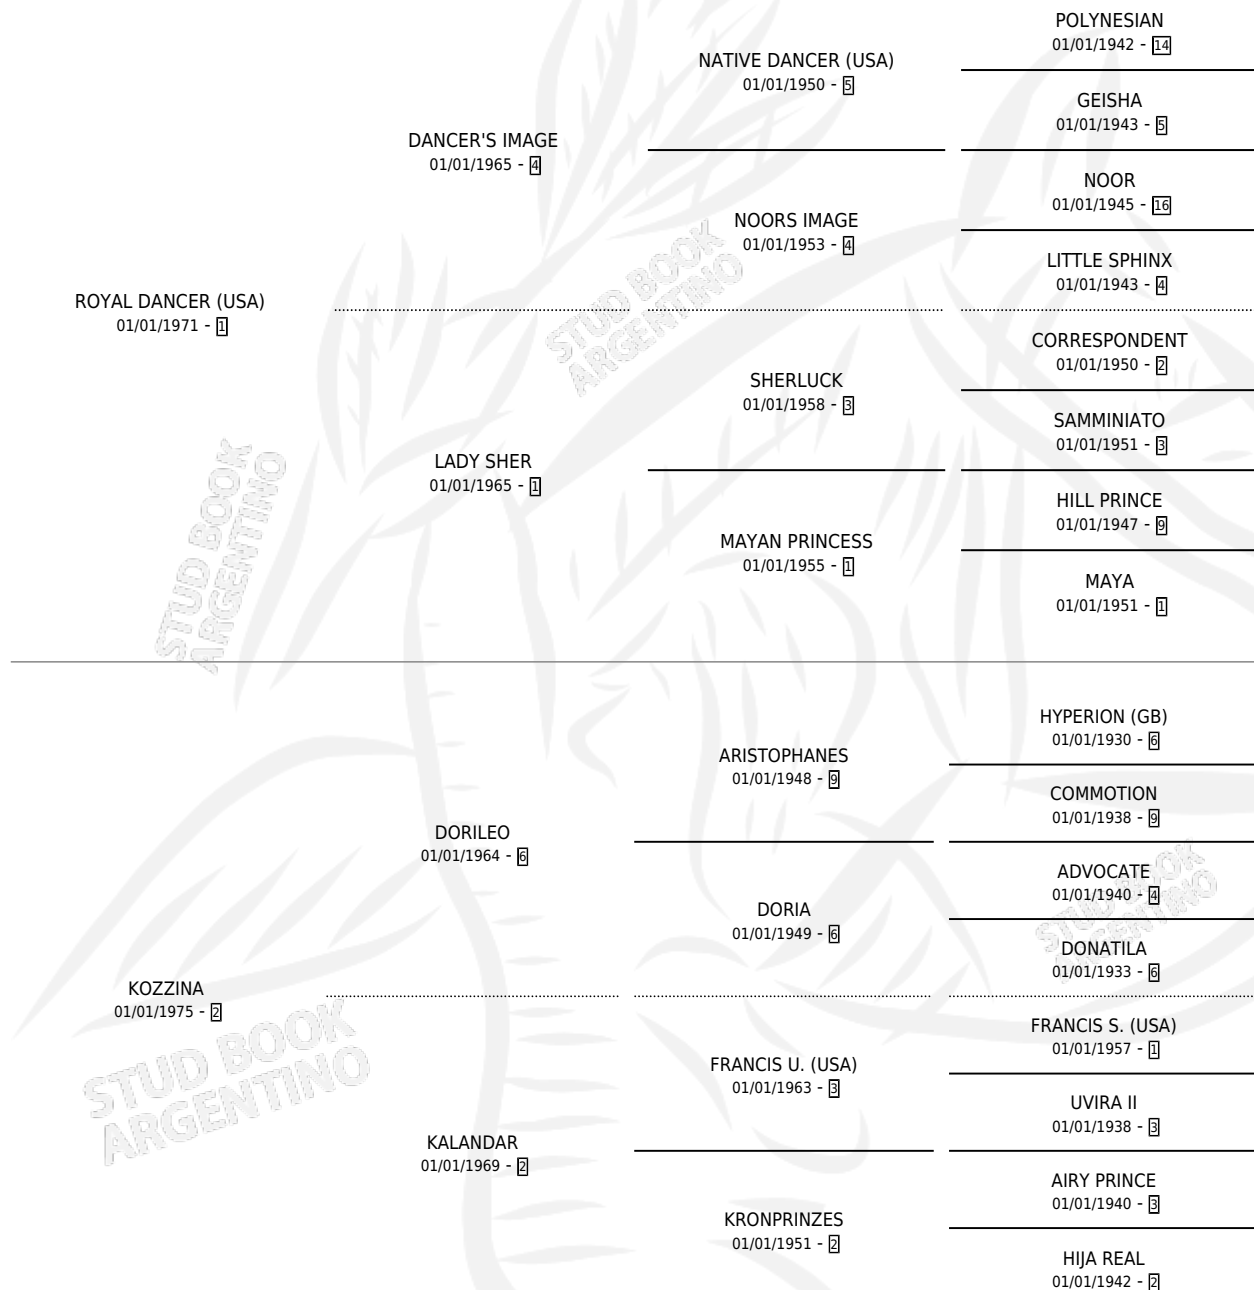 POLYNESIAN
01/01/1942 - 14
NATIVE DANCER (USA)
01/01/1950 - 5
GEISHA
01/01/1943 - 5
DANCER'S IMAGE
01/01/1965 - 4
NOOR
01/01/1945 - 16
NOORS IMAGE
01/01/1953 - 4
LITTLE SPHINX
01/01/1943 - 4
ROYAL DANCER (USA)
01/01/1971 - 1
CORRESPONDENT
01/01/1950 - 2
SHERLUCK
01/01/1958 - 3
SAMMINIATO
01/01/1951 - 3
LADY SHER
01/01/1965 - 1
HILL PRINCE
01/01/1947 - 9
MAYAN PRINCESS
01/01/1955 - 1
MAYA
01/01/1951 - 1
HYPERION (GB)
01/01/1930 - 6
ARISTOPHANES
01/01/1948 - 9
COMMOTION
01/01/1938 - 9
DORILEO
01/01/1964 - 6
ADVOCATE
01/01/1940 - 4
DORIA
01/01/1949 - 6
DONATILA
01/01/1933 - 6
KOZZINA
01/01/1975 - 2
FRANCIS S. (USA)
01/01/1957 - 1
FRANCIS U. (USA)
01/01/1963 - 3
UVIRA II
01/01/1938 - 3
KALANDAR
01/01/1969 - 2
AIRY PRINCE
01/01/1940 - 3
KRONPRINZES
01/01/1951 - 2
HIJA REAL
01/01/1942 - 2
STUD BOOK
ARGENTINO
STUD BOOK
ARGENTINO
STUD BOOK
ARGENTINO
STUD BOOK
ARGENTINO